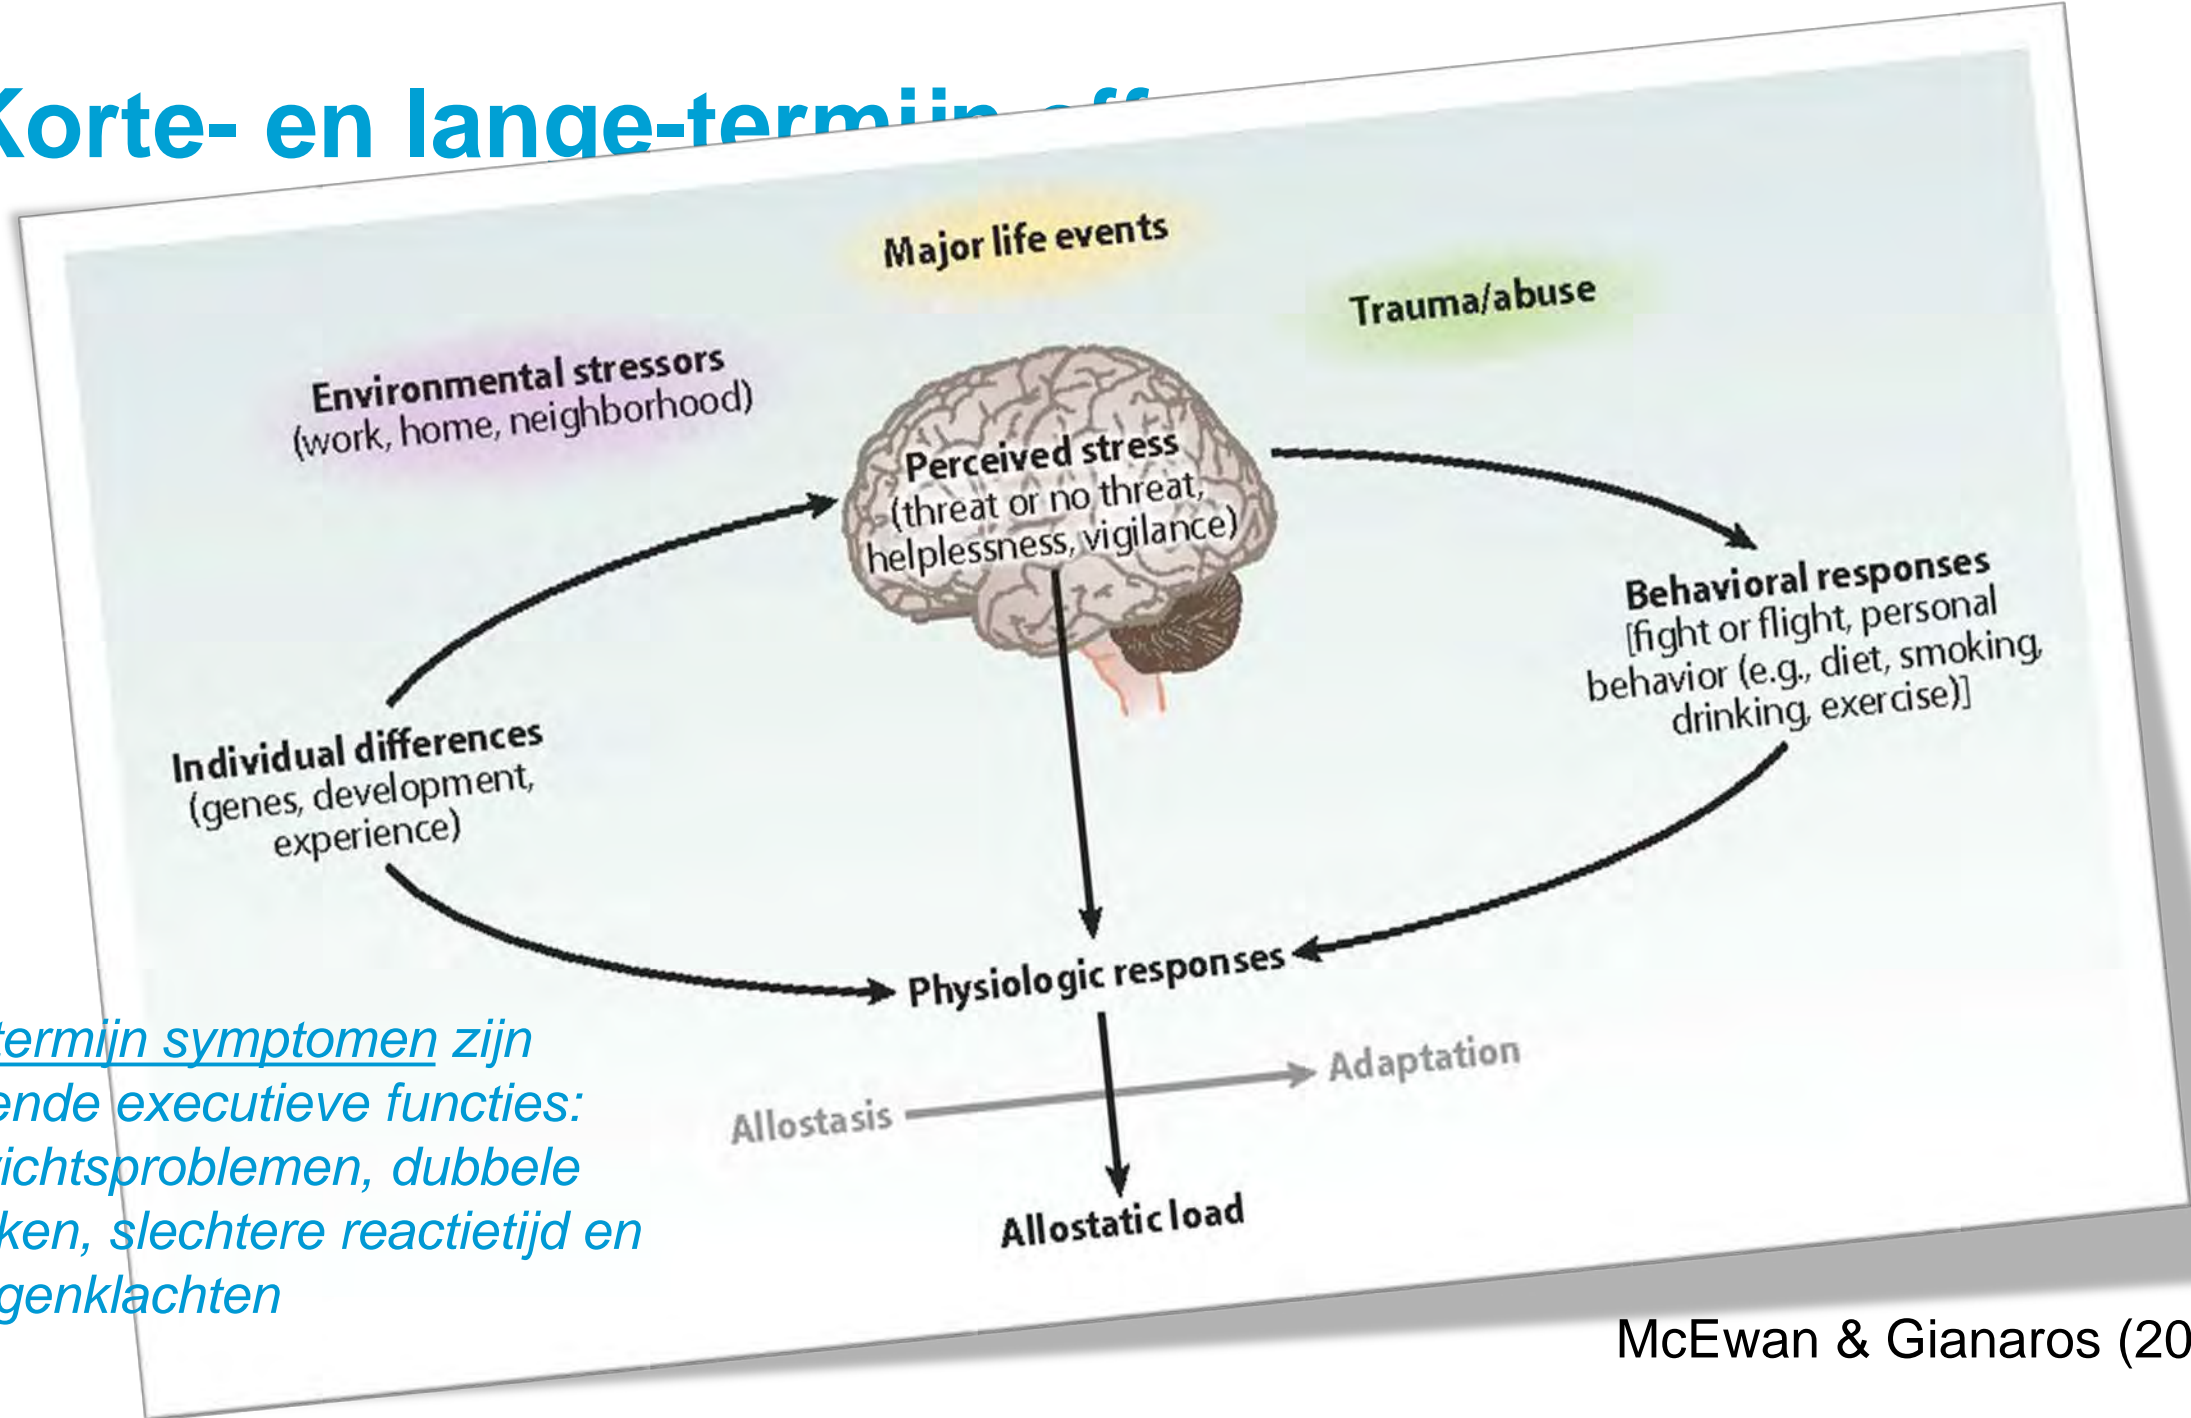 Korte- en lange-termijn eff
Major life events
Trauma/abuse
Environmental stressors
(work, home, neighborhood)
Perceived stress
(threat or no threat,
helplessness, vigilance)
Behavioral responses
[fight or flight, personal
behavior (e.g., diet, smoking,
drinking, exercise)]
Individual differences
(genes, development,
experience)
Physiologic responses
Allostasis
Adaptation
Allostatic load
termijn symptomen zijn
ende executieve functies:
ichtsproblemen, dubbele
ken, slechtere reactietijd en
genklachten
McEwan & Gianaros (20